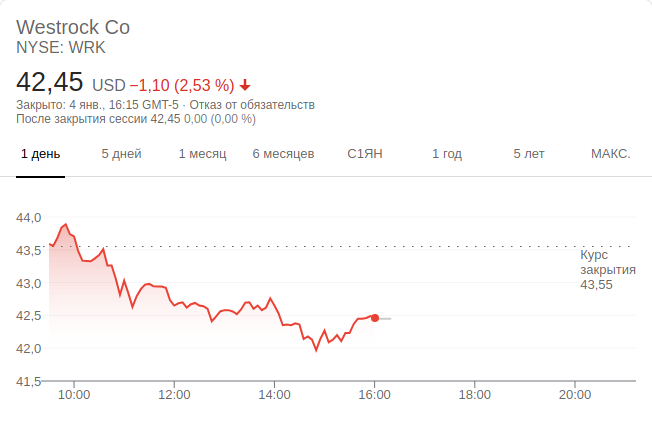 Westrock Co
NYSE: WRK
42,45 USD −1,10 (2,53 %)
Закрыто: 4 янв., 16:15 GMT-5 · Отказ от обязательств
После закрытия сессии 42,45 0,00 (0,00 %)
1 день 5 дней 1 месяц 6 месяцев С1ЯН 1 год 5 лет МАКС.
44,0
43,5
Курс
закрытия
43,55
43,0
42,5
42,0
41,5
10:00 12:00 14:00 16:00 18:00 20:00